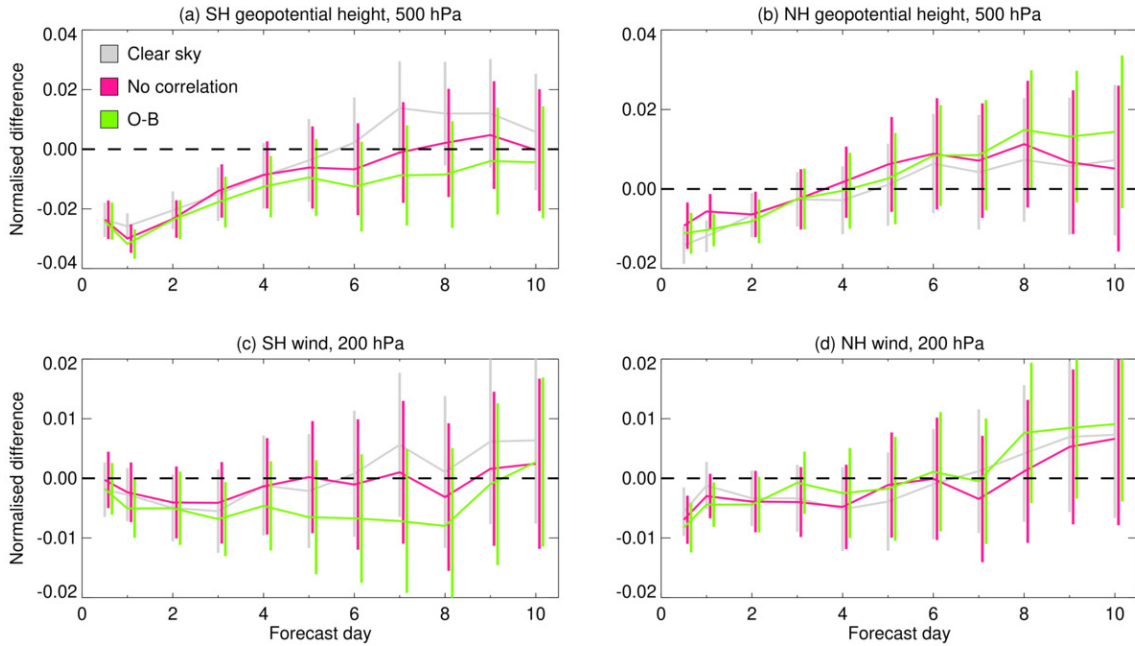 (a) SH geopotential height, 500 hPa
0.04
0.02
0.00
-0.02
-0.04
Normalised difference
Clear sky
No correlation
O-B
0 2 4 6 8 10
(b) NH geopotential height, 500 hPa
0.04
0.02
0.00
-0.02
0 2 4 6 8 10
(c) SH wind, 200 hPa
0.02
0.01
0.00
-0.01
-0.02
Normalised difference
0 2 4 6 8 10
Forecast day
(d) NH wind, 200 hPa
0.02
0.01
0.00
-0.01
-0.02
0 2 4 6 8 10
Forecast day